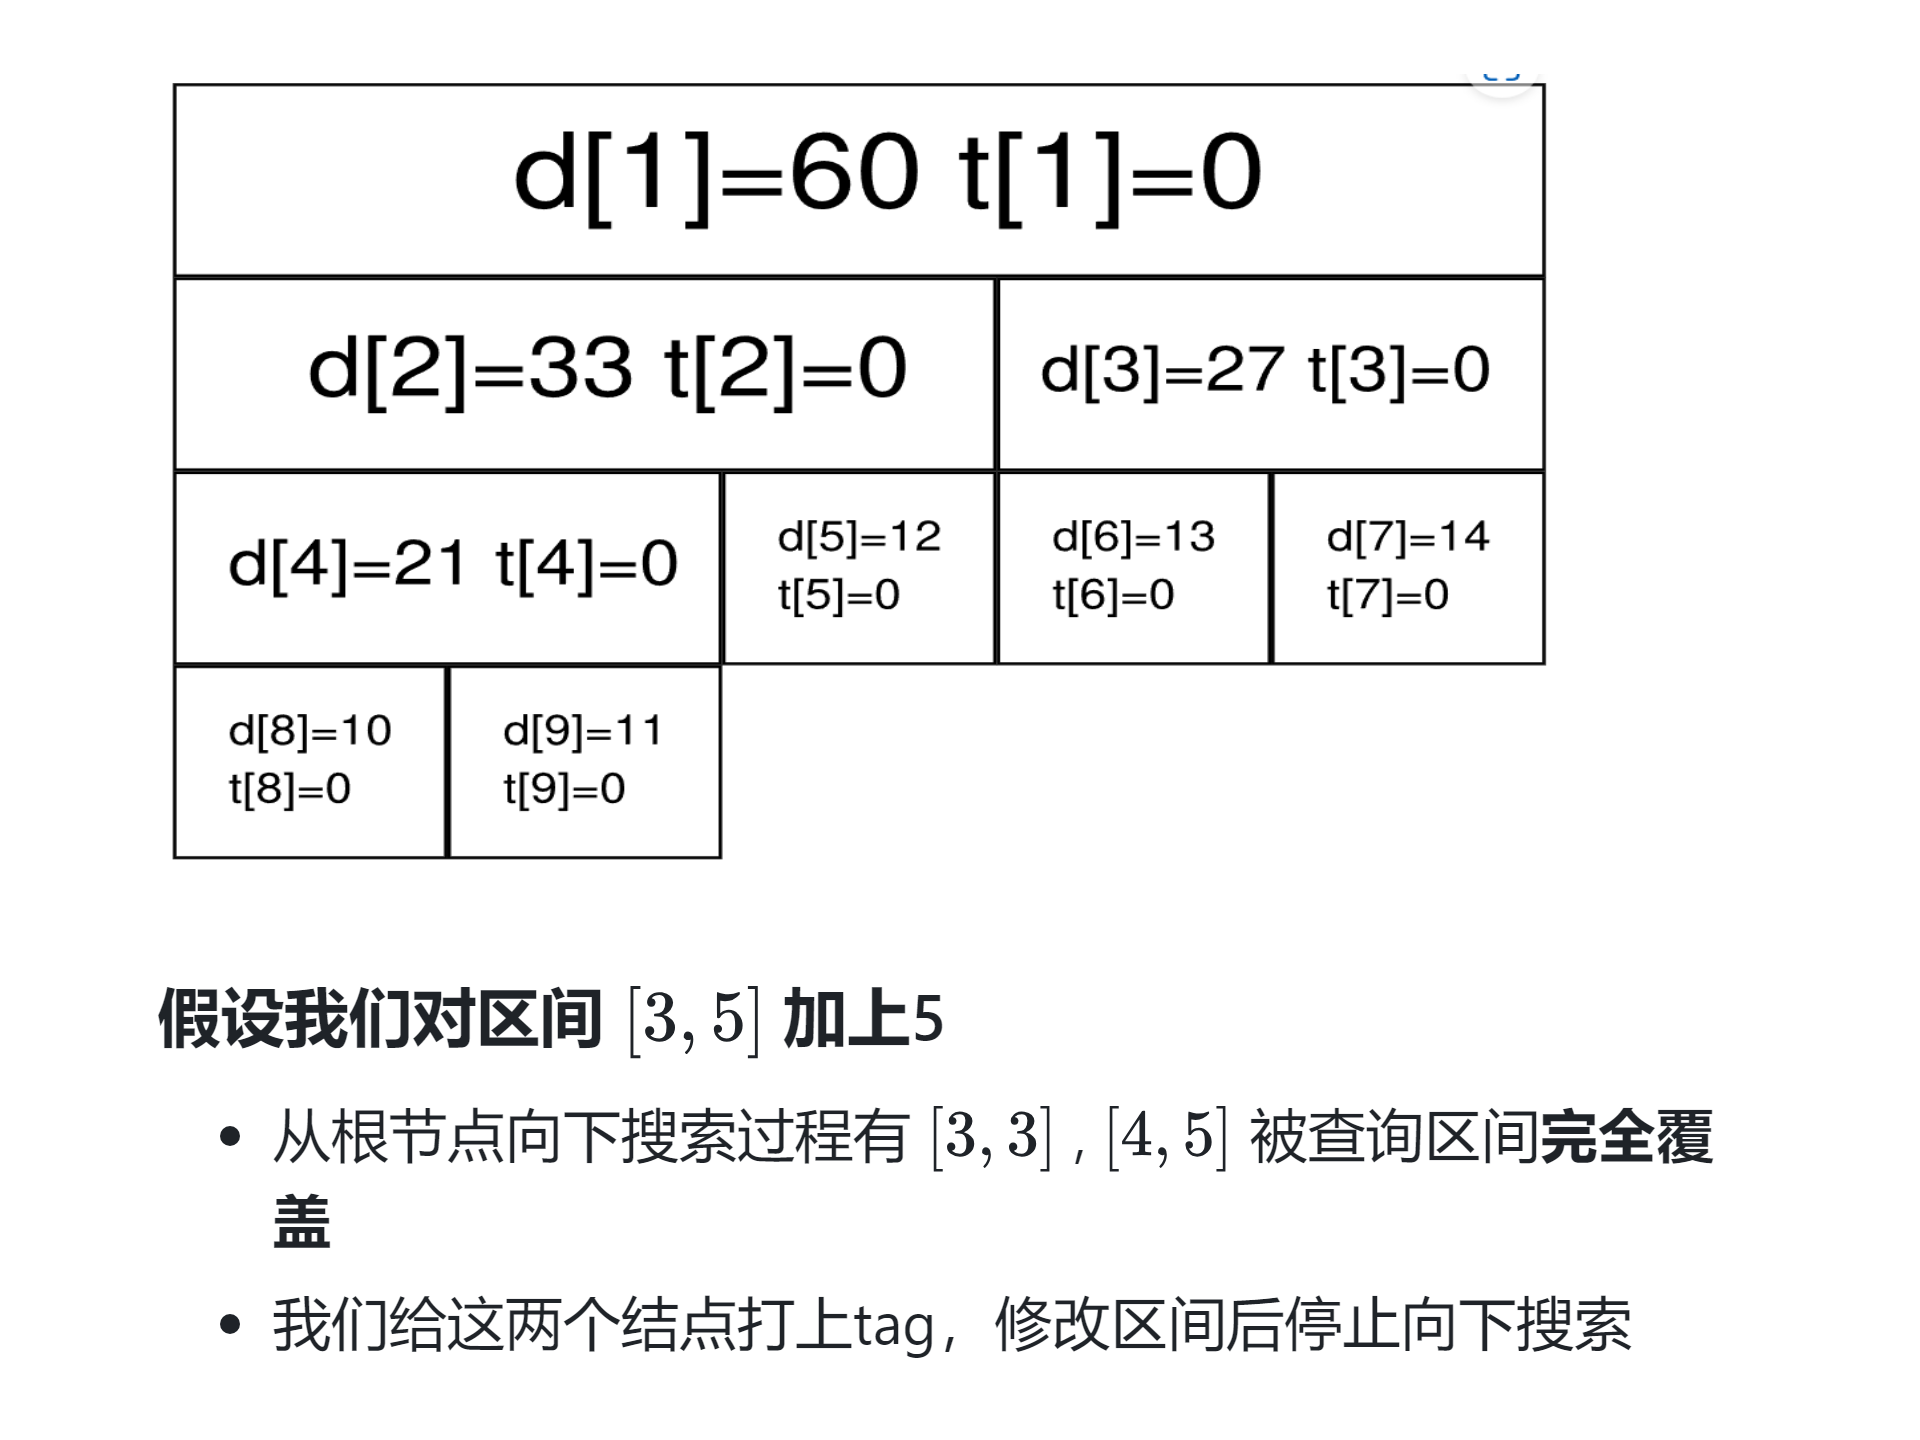 d[1]=60 t[1]=0
d[2]=33 t[2]=0
d[3]=27 t[3]=0
d[4]=21 t[4]=0
d[5]=12
t[5]=0
d[6]=13
t[6]=0
d[7]=14
t[7]=0
d[8]=10
t[8]=0
d[9]=11
t[9]=0
假设我们对区间 [3, 5] 加上5
• 从根节点向下搜索过程有 [3, 3] , [4, 5] 被查询区间完全覆
盖
• 我们给这两个结点打上tag，修改区间后停止向下搜索